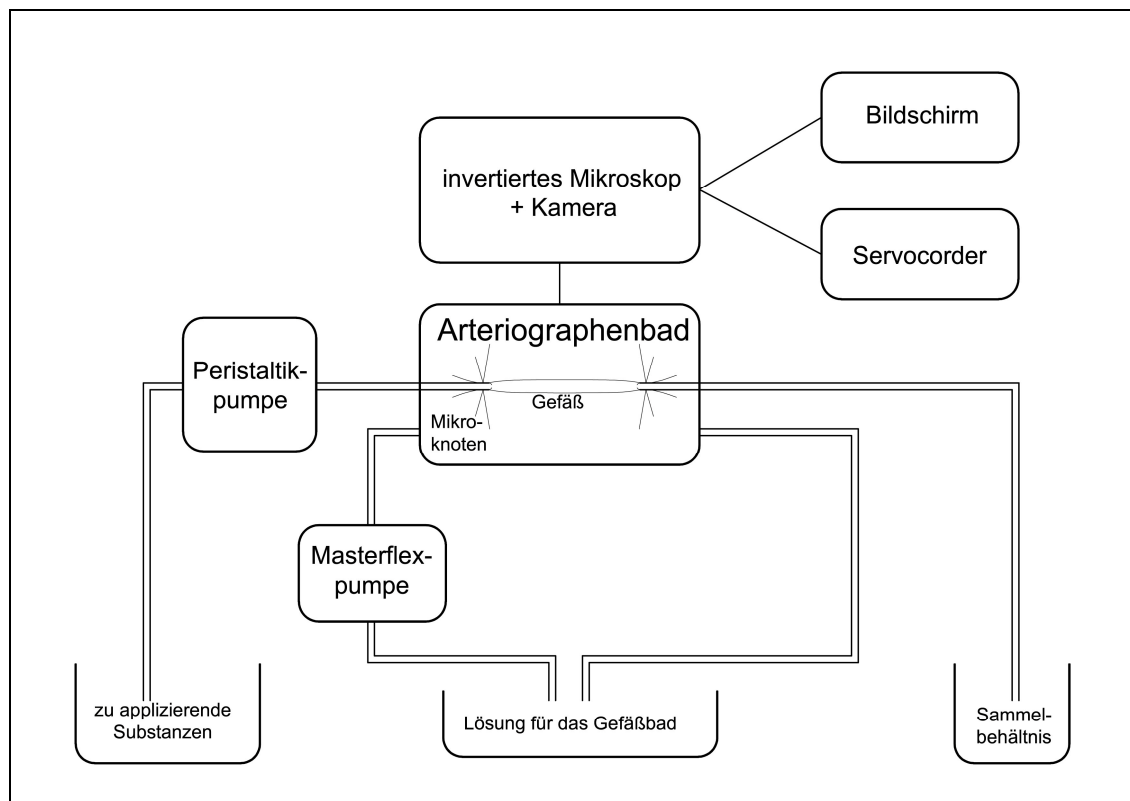 Bildschirm
invertiertes Mikroskop
+ Kamera
Servocorder
Arteriographenbad
Peristaltik-
pumpe
Gefäß
Mikro-
knoten
Masterflex-
pumpe
zu applizierende
Substanzen
Lösung für das Gefäßbad
Sammel-
behältnis